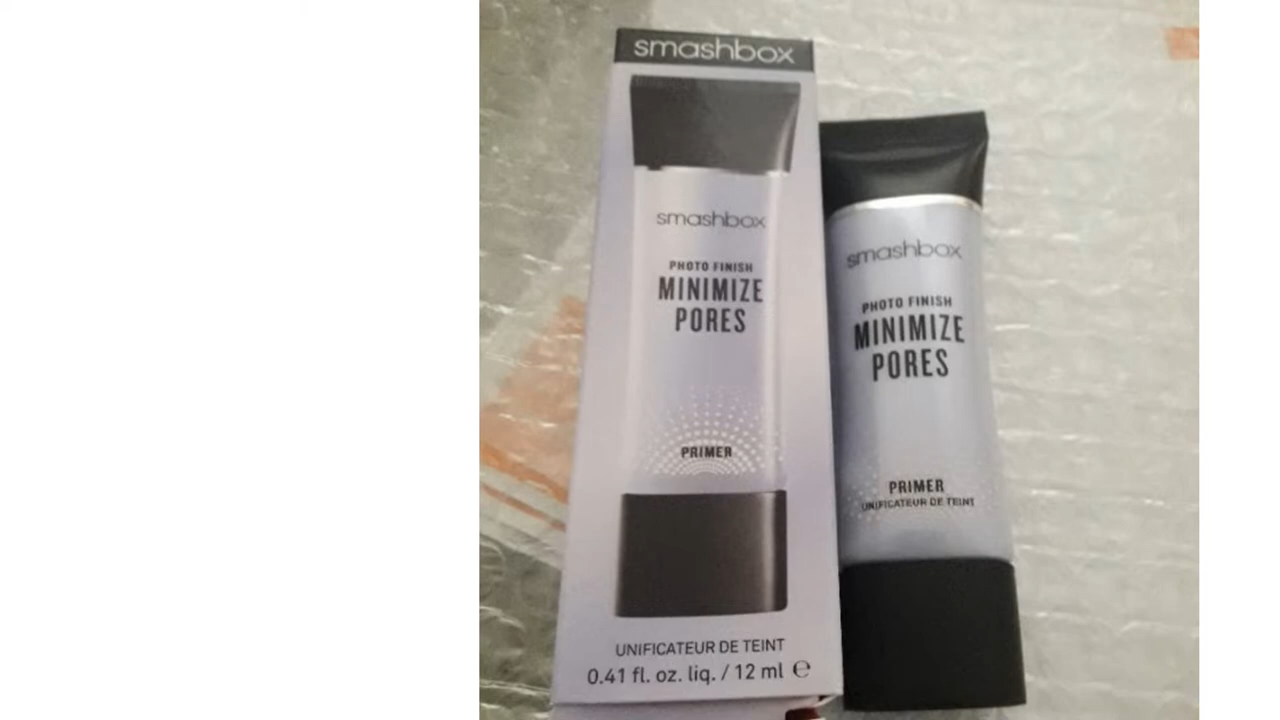 smashbox
smashbox
PHOTO FINISH
MINIMIZE
PORES
PRIMER
UNIFICATEUR DE TEINT
0.41 fl. oz. liq. / 12 ml ℮
smashbox
PHOTO FINISH
MINIMIZE
PORES
PRIMER
UNIFICATEUR DE TEINT